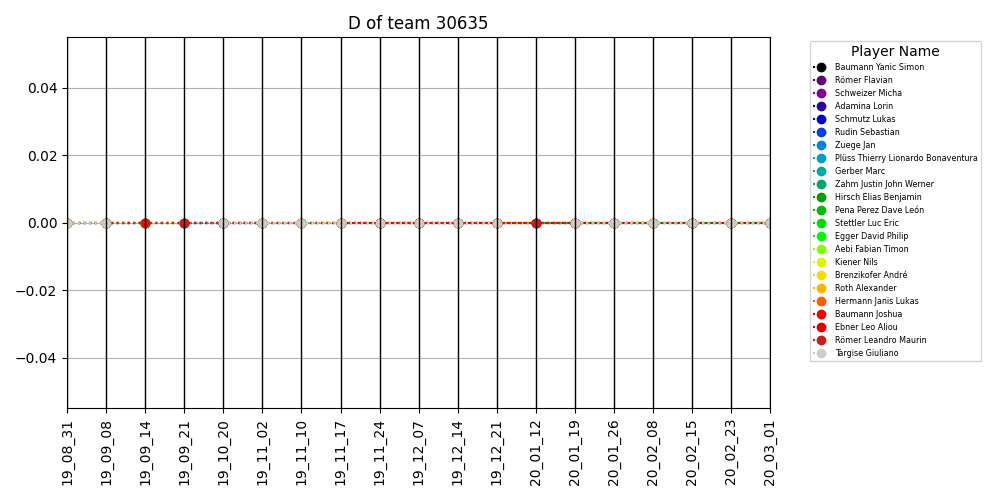 D of team 30635
0.04
0.02
0.00
−0.02
−0.04
19_08_31
19_09_08
19_09_14
19_09_21
19_10_20
19_11_02
19_11_10
19_11_17
19_11_24
19_12_07
19_12_14
19_12_21
20_01_12
20_01_19
20_01_26
20_02_08
20_02_15
20_02_23
20_03_01
Player Name
Baumann Yanic Simon
Römer Flavian
Schweizer Micha
Adamina Lorin
Schmutz Lukas
Rudin Sebastian
Zuege Jan
Plüss Thierry Lionardo Bonaventura
Gerber Marc
Zahm Justin John Werner
Hirsch Elias Benjamin
Pena Perez Dave León
Stettler Luc Eric
Egger David Philip
Aebi Fabian Timon
Kiener Nils
Brenzikofer André
Roth Alexander
Hermann Janis Lukas
Baumann Joshua
Ebner Leo Aliou
Römer Leandro Maurin
Targise Giuliano